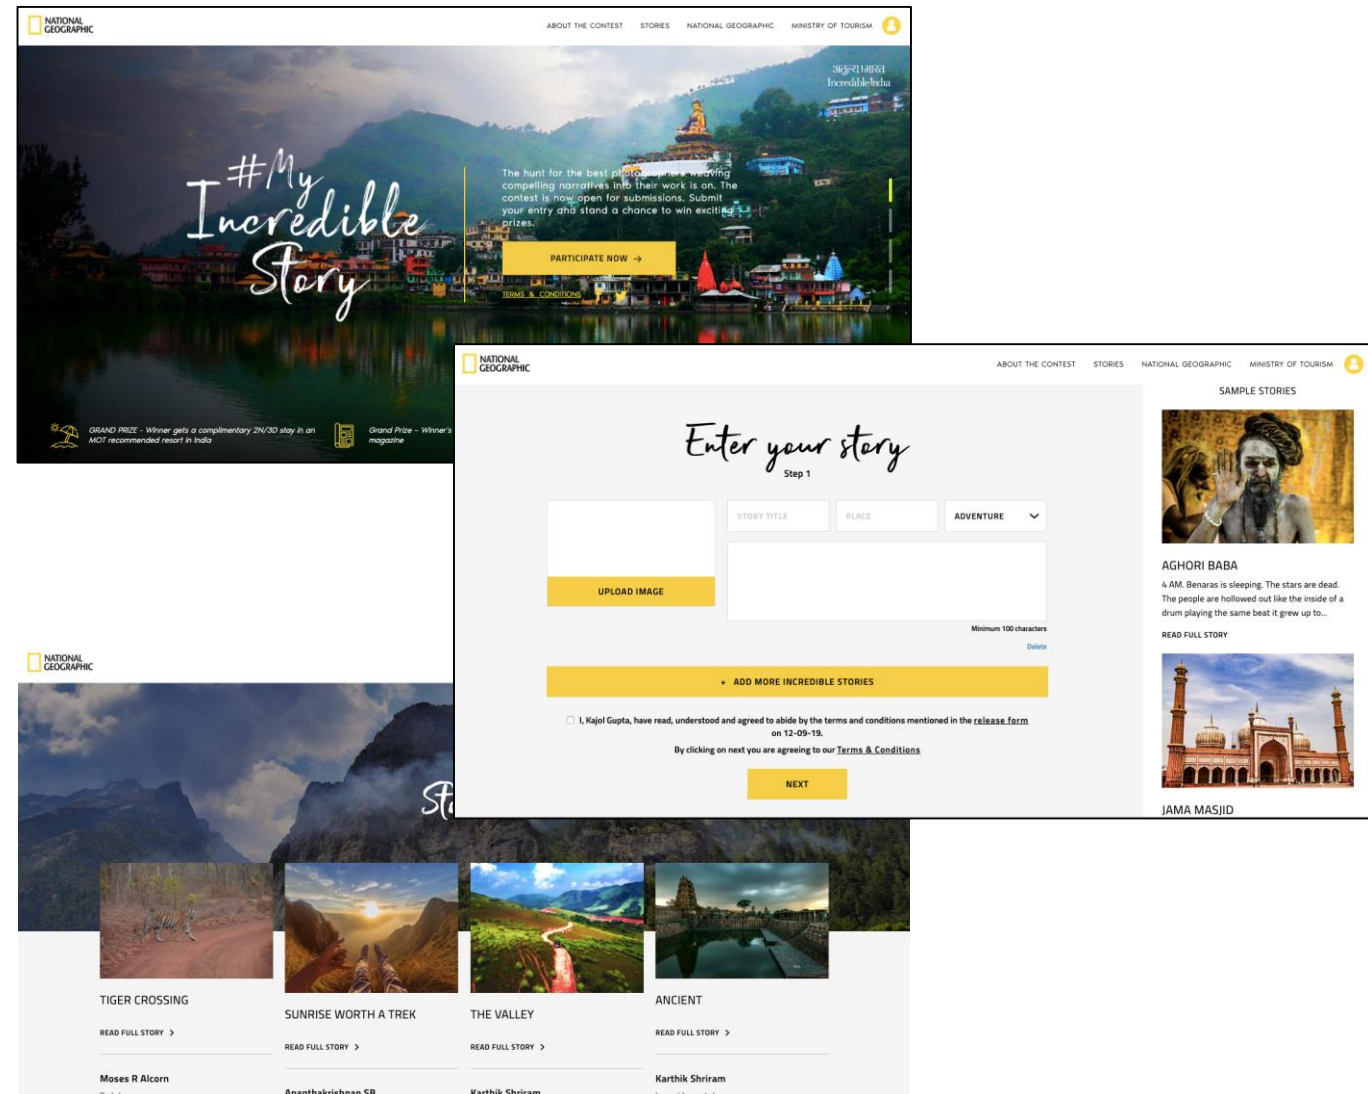 NATIONAL
GEOGRAPHIC
ABOUT THE CONTEST STORIES NATIONAL GEOGRAPHIC MINISTRY OF TOURISM
अतुल्य भारत
Incredible India
#My
Incredible
Story
The hunt for the best photographers weaving
compelling narratives into their work is on. The
contest is now open for submissions. Submit
your entry and stand a chance to win exciting
prizes.
PARTICIPATE NOW →
TERMS & CONDITIONS
GRAND PRIZE - Winner gets a complimentary 2N/3D stay in an
MOT recommended resort in India
Grand Prize - Winner's
magazine
NATIONAL
GEOGRAPHIC
ABOUT THE CONTEST STORIES NATIONAL GEOGRAPHIC MINISTRY OF TOURISM
Enter your story
Step 1
STORY TITLE PLACE ADVENTURE
UPLOAD IMAGE
Minimum 100 characters
Delete
+ ADD MORE INCREDIBLE STORIES
I, Kajol Gupta, have read, understood and agreed to abide by the terms and conditions mentioned in the release form
on 12-09-19.
By clicking on next you are agreeing to our Terms & Conditions
NEXT
SAMPLE STORIES
AGHORI BABA
4 AM. Benaras is sleeping. The stars are dead.
The people are hollowed out like the inside of a
drum playing the same beat it grew up to...
READ FULL STORY
JAMA MASJID
NATIONAL
GEOGRAPHIC
TIGER CROSSING
READ FULL STORY >
Moses R Alcorn
SUNRISE WORTH A TREK
READ FULL STORY >
Ananthakrishnan SB
THE VALLEY
READ FULL STORY >
Karthik Shriram
ANCIENT
READ FULL STORY >
Karthik Shriram